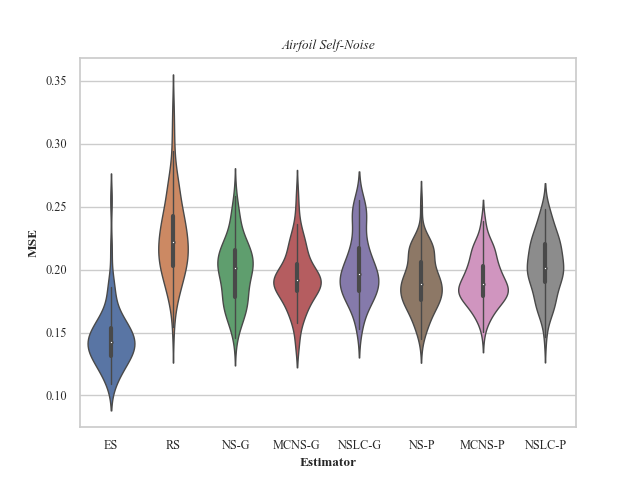 Airfoil Self-Noise
MSE
0.35
0.30
0.25
0.20
0.15
0.10
ES RS NS-G MCNS-G NSLC-G NS-P MCNS-P NSLC-P
Estimator